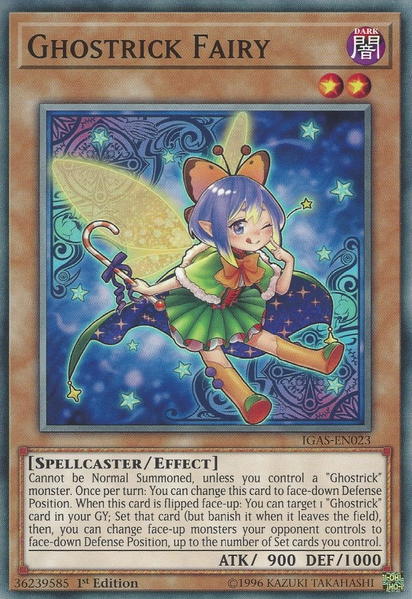 GHOSTRICK FAIRY
DARK
闇
IGAS-EN023
[SPELLCASTER/EFFECT]
Cannot be Normal Summoned, unless you control a "Ghostrick"
monster. Once per turn: You can change this card to face-down Defense
Position. When this card is flipped face-up: You can target 1 "Ghostrick"
card in your GY; Set that card (but banish it when it leaves the field),
then, you can change face-up monsters your opponent controls to
face-down Defense Position, up to the number of Set cards you control.
ATK/ 900 DEF/1000
36239585 1st Edition ©1996 KAZUKI TAKAHASHI